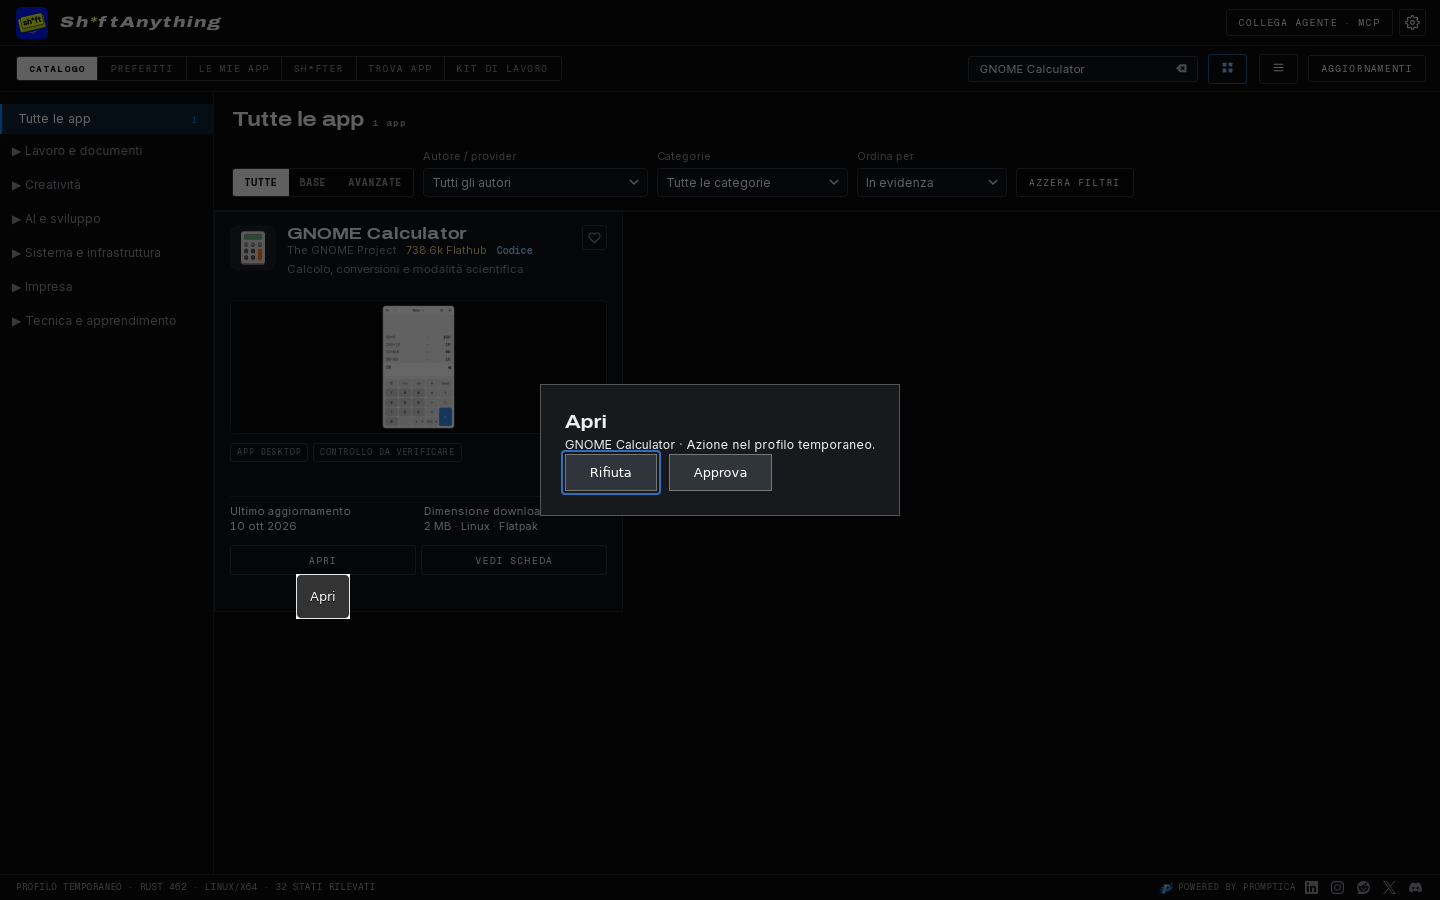 Sh*ftAnything
COLLEGA AGENTE · MCP
CATALOGO
PREFERITI
LE MIE APP
SH*FTER
TROVA APP
KIT DI LAVORO
GNOME Calculator
AGGIORNAMENTI
Tutte le app 1
▶ Lavoro e documenti
▶ Creatività
▶ AI e sviluppo
▶ Sistema e infrastruttura
▶ Impresa
▶ Tecnica e apprendimento
Tutte le app 1 app
TUTTE
BASE
AVANZATE
Autore / provider
Tutti gli autori
Categorie
Tutte le categorie
Ordina per
In evidenza
AZZERA FILTRI
GNOME Calculator
The GNOME Project 738.6k Flathub Codice
Calcolo, conversioni e modalità scientifica
APP DESKTOP
CONTROLLO DA VERIFICARE
Ultimo aggiornamento
10 ott 2026
Dimensione downloa
2 MB · Linux · Flatpak
APRI
VEDI SCHEDA
Apri
Apri
GNOME Calculator · Azione nel profilo temporaneo.
Rifiuta
Approva
PROFILO TEMPORANEO · RUST 462 · LINUX/X64 · 32 STATI RILEVATI
POWERED BY PROMPTICA